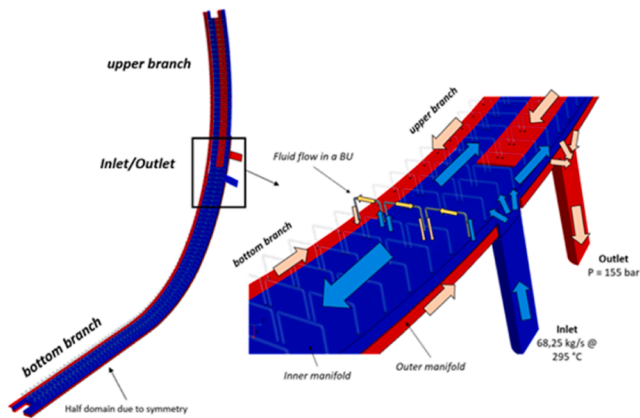 upper branch
Inlet/Outlet
bottom branch
Half domain due to symmetry
upper branch
Fluid flow in a BU
bottom branch
Inner manifold
Outer manifold
Outlet
P = 155 bar
Inlet
68,25 kg/s @
295 °C